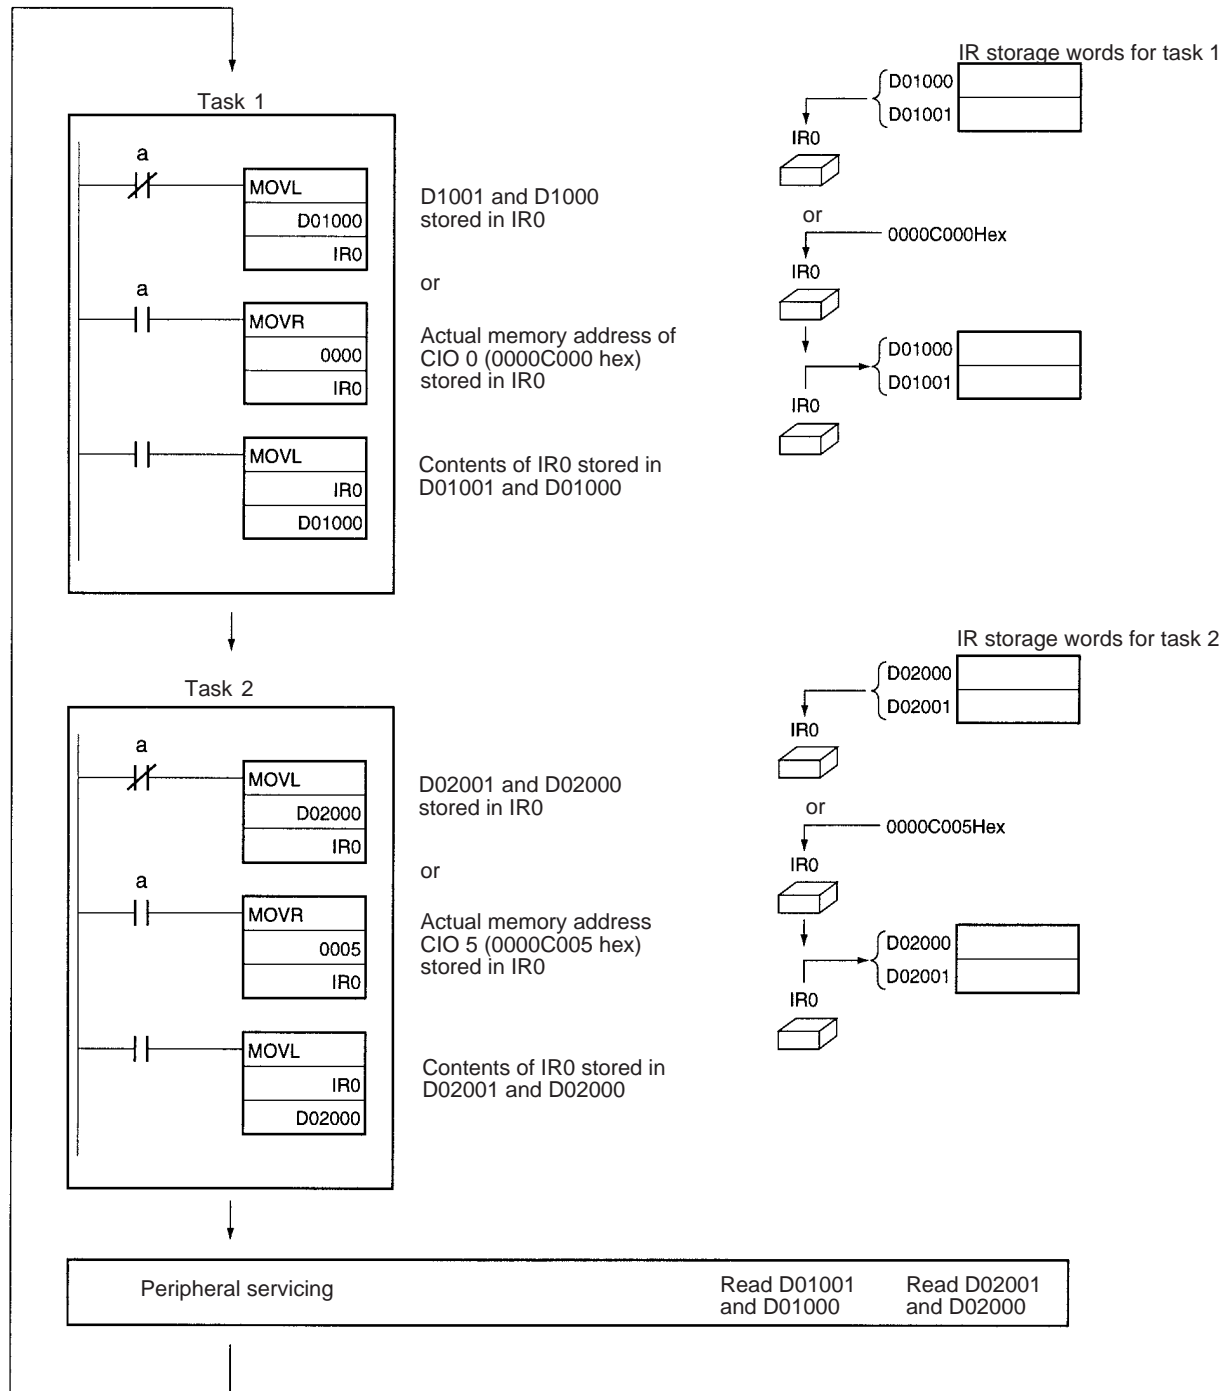 IR storage words for task 1
Task 1
D01000
D01001
IR0
a
MOVL
D01000
IR0
D1001 and D1000
stored in IR0
or
0000C000Hex
IR0
or
a
MOVR
0000
IR0
Actual memory address of
CIO 0 (0000C000 hex)
stored in IR0
D01000
D01001
IR0
MOVL
IR0
D01000
Contents of IR0 stored in
D01001 and D01000
IR storage words for task 2
Task 2
D02000
D02001
IR0
a
MOVL
D02000
IR0
D02001 and D02000
stored in IR0
or
0000C005Hex
IR0
or
a
MOVR
0005
IR0
Actual memory address
CIO 5 (0000C005 hex)
stored in IR0
D02000
D02001
IR0
MOVL
IR0
D02000
Contents of IR0 stored in
D02001 and D02000
Peripheral servicing
Read D01001
and D01000
Read D02001
and D02000